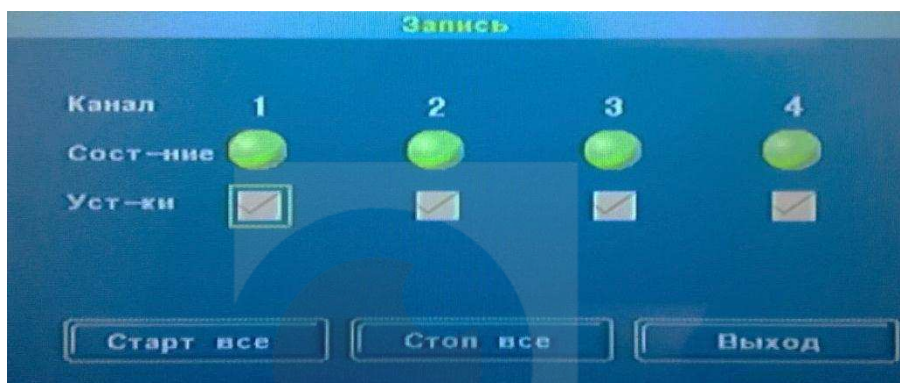 Запись
Канал 1 2 3 4
Сост-ние
Уст-ки
Старт все Стоп все Выход